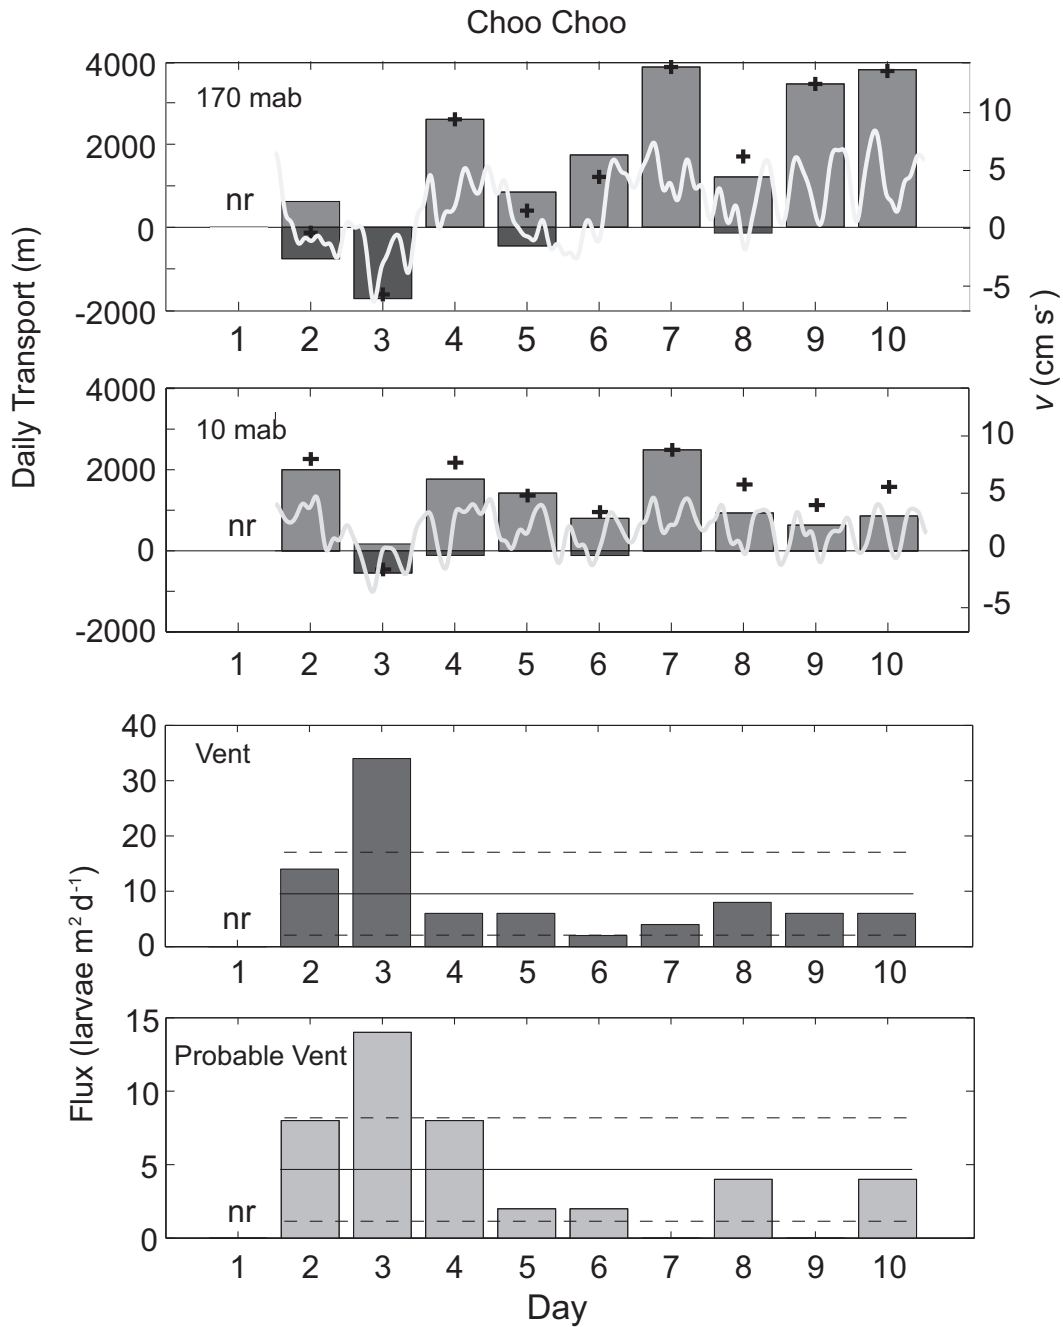 Choo Choo
Daily Transport (m)
v (cm s-)
4000
2000
0
-2000
170 mab
nr
10
5
0
-5
1 2 3 4 5 6 7 8 9 10
4000
2000
0
-2000
10 mab
nr
10
5
0
-5
1 2 3 4 5 6 7 8 9 10
Flux (larvae m² d⁻¹)
40
30
20
10
0
Vent
nr
1 2 3 4 5 6 7 8 9 10
15
10
5
0
Probable Vent
nr
1 2 3 4 5 6 7 8 9 10
Day